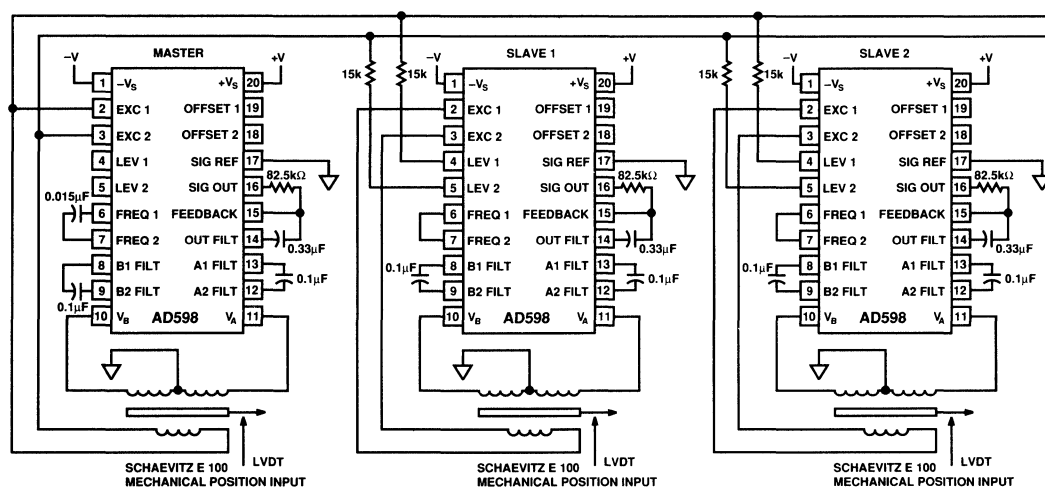 MASTER
–V
+V
1 –VS +VS 20
2 EXC 1 OFFSET 1 19
3 EXC 2 OFFSET 2 18
4 LEV 1 SIG REF 17
5 LEV 2 SIG OUT 16
6 FREQ 1 FEEDBACK 15
7 FREQ 2 OUT FILT 14
8 B1 FILT A1 FILT 13
9 B2 FILT A2 FILT 12
10 VB AD598 VA 11
0.015µF
82.5kΩ
0.33µF
0.1µF
0.1µF
LVDT
SCHAEVITZ E 100
MECHANICAL POSITION INPUT
SLAVE 1
15k
15k
–V
+V
1 –VS +VS 20
2 EXC 1 OFFSET 1 19
3 EXC 2 OFFSET 2 18
4 LEV 1 SIG REF 17
5 LEV 2 SIG OUT 16
6 FREQ 1 FEEDBACK 15
7 FREQ 2 OUT FILT 14
8 B1 FILT A1 FILT 13
9 B2 FILT A2 FILT 12
10 VB AD598 VA 11
82.5kΩ
0.33µF
0.1µF
0.1µF
LVDT
SCHAEVITZ E 100
MECHANICAL POSITION INPUT
SLAVE 2
15k
15k
–V
+V
1 –VS +VS 20
2 EXC 1 OFFSET 1 19
3 EXC 2 OFFSET 2 18
4 LEV 1 SIG REF 17
5 LEV 2 SIG OUT 16
6 FREQ 1 FEEDBACK 15
7 FREQ 2 OUT FILT 14
8 B1 FILT A1 FILT 13
9 B2 FILT A2 FILT 12
10 VB AD598 VA 11
82.5kΩ
0.33µF
0.1µF
0.1µF
LVDT
SCHAEVITZ E 100
MECHANICAL POSITION INPUT